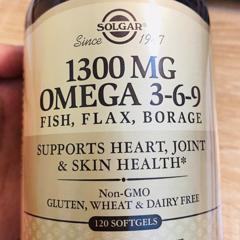 SOLGAR®
Since 1947
1300 MG
OMEGA 3-6-9
FISH, FLAX, BORAGE
SUPPORTS HEART, JOINT
& SKIN HEALTH*
Non-GMO
GLUTEN, WHEAT & DAIRY FREE
120 SOFTGELS